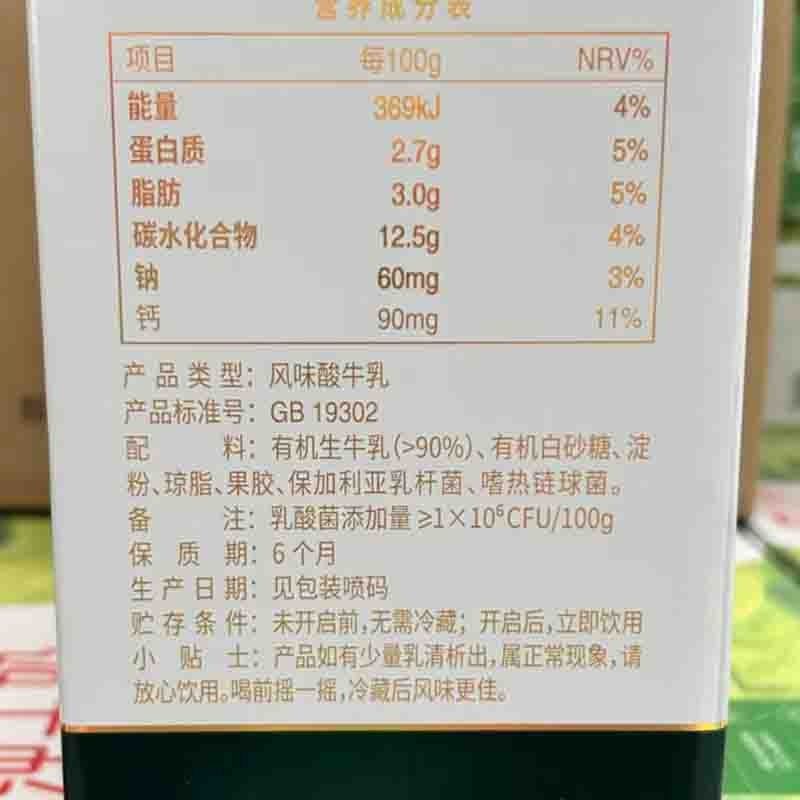 营养成分表
项目 每100g NRV%
能量 369kJ 4%
蛋白质 2.7g 5%
脂肪 3.0g 5%
碳水化合物 12.5g 4%
钠 60mg 3%
钙 90mg 11%
产品类型：风味酸牛乳
产品标准号：GB 19302
配料：有机生牛乳(>90%)、有机白砂糖、淀
粉、琼脂、果胶、保加利亚乳杆菌、嗜热链球菌。
备注：乳酸菌添加量≥1×10⁶CFU/100g
保质期：6个月
生产日期：见包装喷码
贮存条件：未开启前,无需冷藏；开启后,立即饮用
小贴士：产品如有少量乳清析出,属正常现象,请
放心饮用。喝前摇一摇,冷藏后风味更佳。